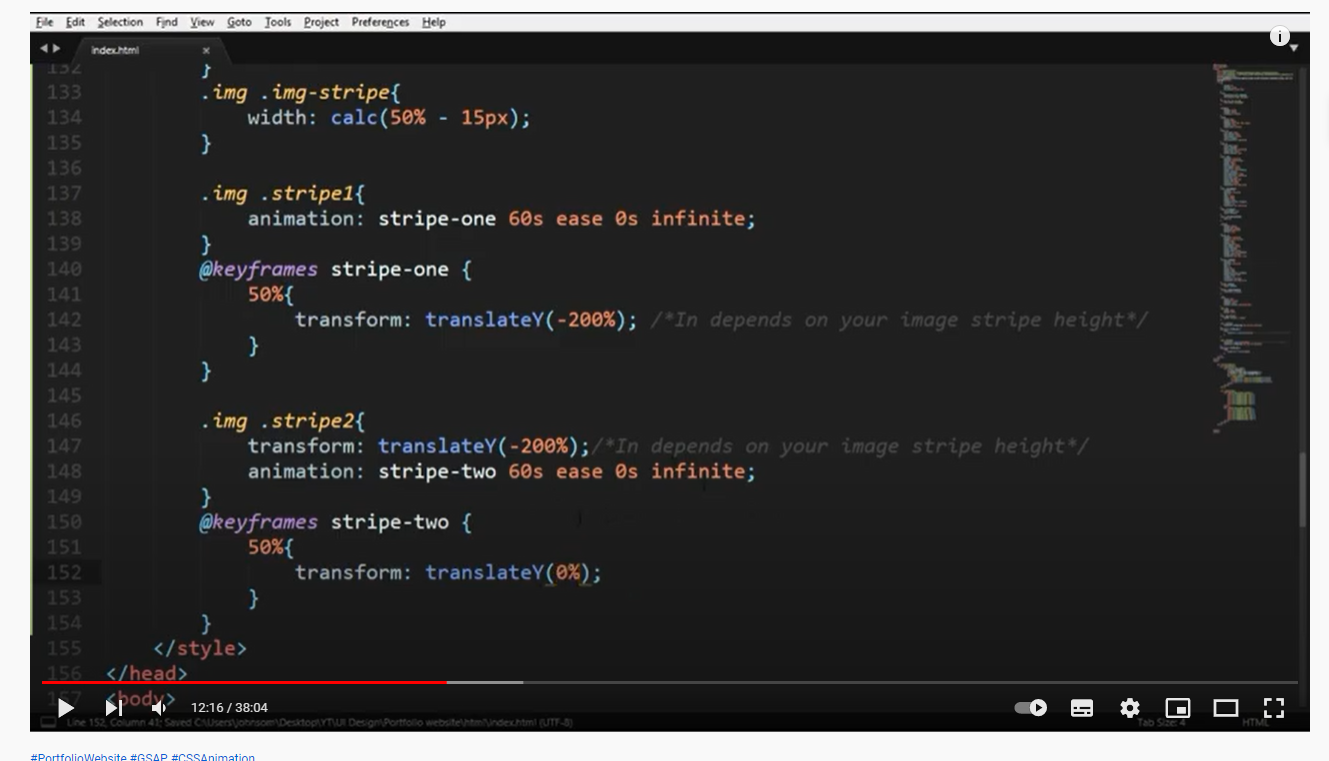 File Edit Selection Find View Goto Tools Project Preferences Help
index.html ×
132 }
133 .img .img-stripe{
134 width: calc(50% - 15px);
135 }
136
137 .img .stripe1{
138 animation: stripe-one 60s ease 0s infinite;
139 }
140 @keyframes stripe-one {
141 50%{
142 transform: translateY(-200%); /*In depends on your image stripe height*/
143 }
144 }
145
146 .img .stripe2{
147 transform: translateY(-200%);/*In depends on your image stripe height*/
148 animation: stripe-two 60s ease 0s infinite;
149 }
150 @keyframes stripe-two {
151 50%{
152 transform: translateY(0%);
153 }
154 }
155 </style>
156 </head>
157 <body>
12:16 / 38:04
Line 152, Column 41; Saved C:\Users\johnsom\Desktop\YT\UI Design\Portfolio website\html\index.html (UTF-8)
Tab Size: 4
HTML
#PortfolioWebsite #GSAP #CSSAnimation